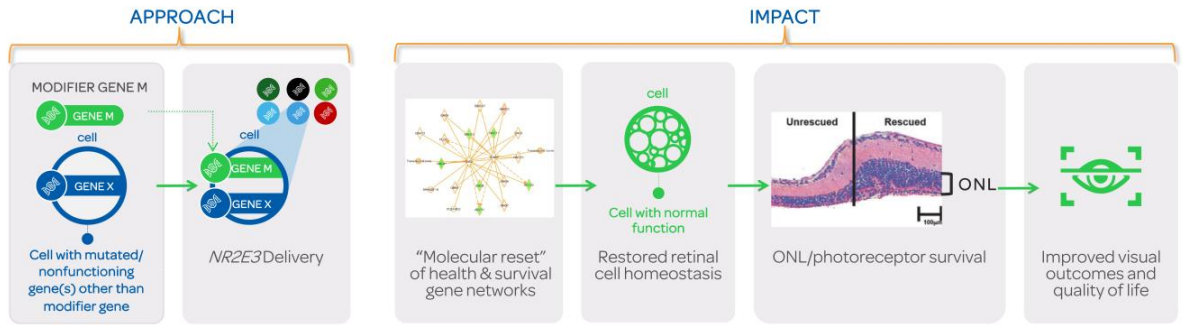 APPROACH
IMPACT
MODIFIER GENE M
GENE M
cell
GENE X
Cell with mutated/
nonfunctioning
gene(s) other than
modifier gene
cell
GENE M
GENE X
NR2E3 Delivery
“Molecular reset”
of health & survival
gene networks
cell
Cell with normal
function
Restored retinal
cell homeostasis
Unrescued
Rescued
ONL
100µm
ONL/photoreceptor survival
Improved visual
outcomes and
quality of life